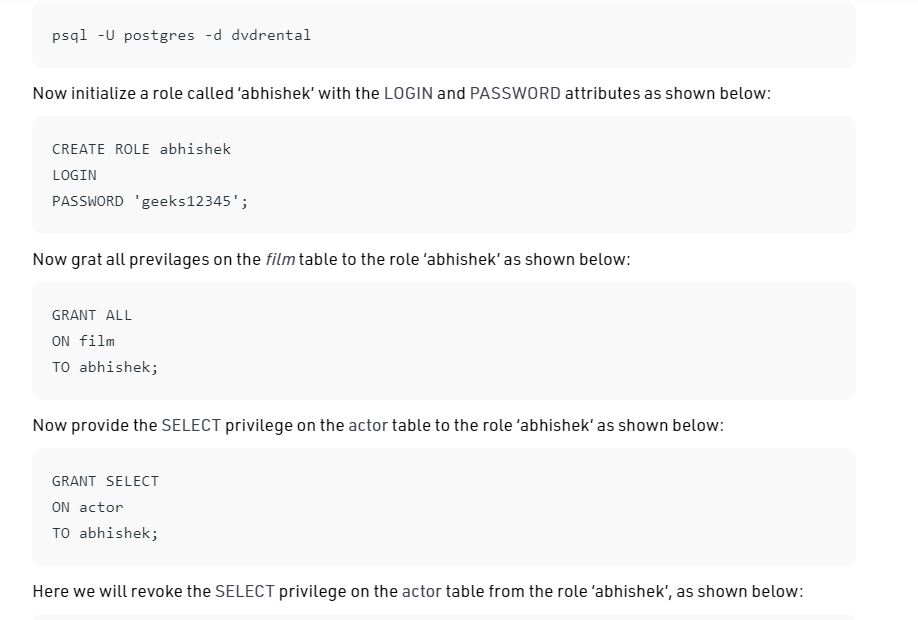 psql -U postgres -d dvdrental
Now initialize a role called ‘abhishek’ with the LOGIN and PASSWORD attributes as shown below:
CREATE ROLE abhishek
LOGIN
PASSWORD 'geeks12345';
Now grat all previlages on the film table to the role ‘abhishek’ as shown below:
GRANT ALL
ON film
TO abhishek;
Now provide the SELECT privilege on the actor table to the role ‘abhishek’ as shown below:
GRANT SELECT
ON actor
TO abhishek;
Here we will revoke the SELECT privilege on the actor table from the role ‘abhishek’, as shown below: